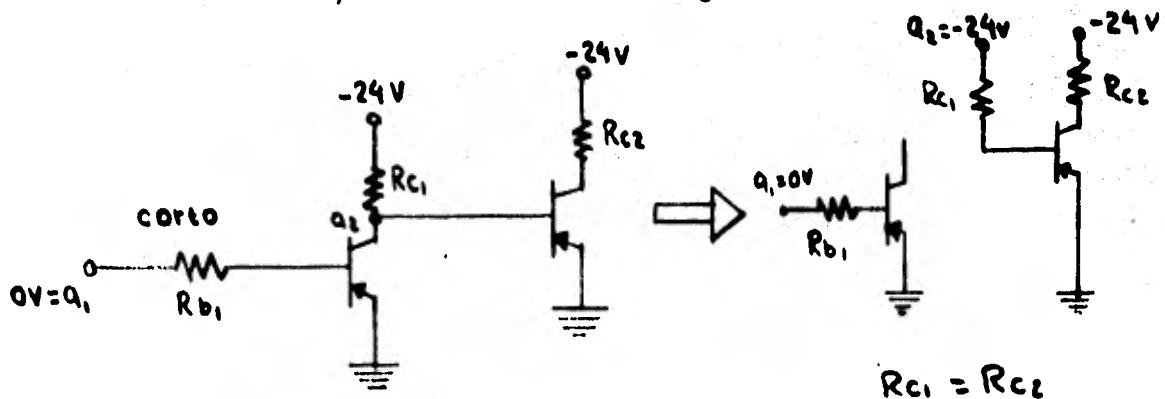 -24V
Rc2
-24V
Rc1
a2
corto
0V=a1
Rb1
a1=0V
Rb1
a2=-24V
Rc1
-24V
Rc2
Rc1 = Rc2